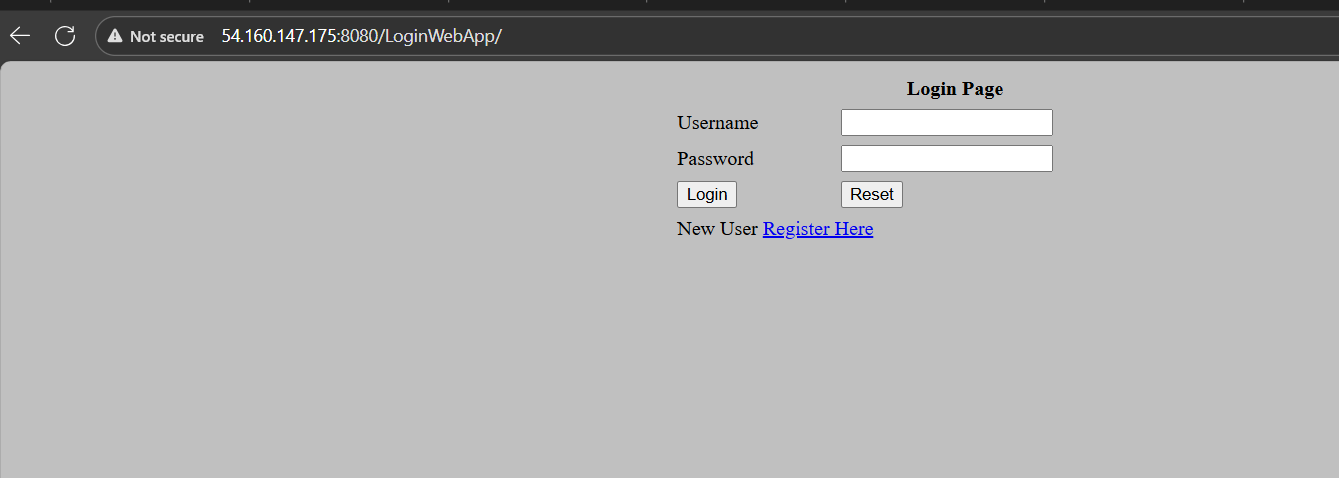 Not secure 54.160.147.175:8080/LoginWebApp/
Login Page
Username
Password
Login Reset
New User Register Here